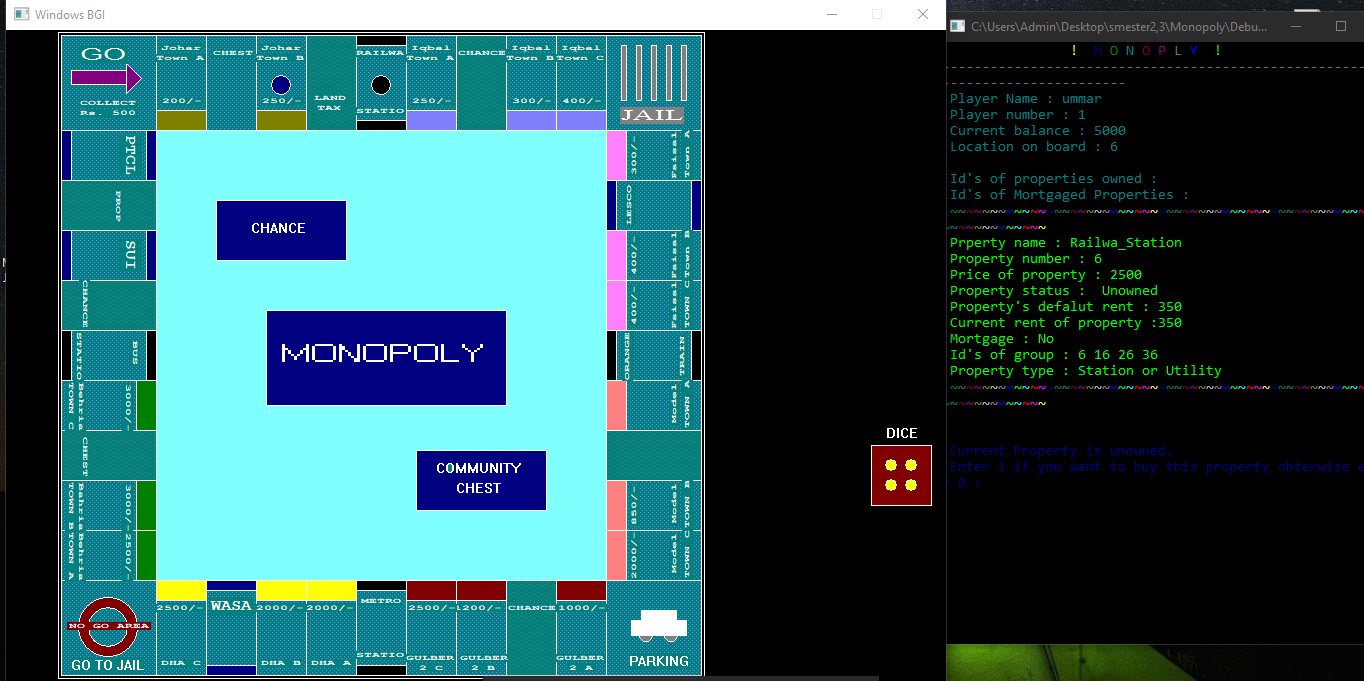 Windows BGI
C:\Users\Admin\Desktop\smester2,3\Monopoly\Debu...
GO
COLLECT
Rs. 500
Johar
Town A
200/-
CHEST
Johar
Town B
250/-
LAND
TAX
RAILWA
STATIO
Iqbal
Town A
250/-
CHANCE
Iqbal
Town B
300/-
Iqbal
Town C
400/-
JAIL
PTCL
PROP
SUI
CHANCE
BUS
STATIO
Behria
TOWN C
3000/-
CHEST
Bahria
TOWN B
3000/-
Behria
TOWN A
2500/-
Faisal
Town A
300/-
LESCO
Faisal
Town B
400/-
Faisal
TOWN C
400/-
ORANGE
TRAIN
Model
TOWN A
Model
TOWN B
850/-
Model
TOWN C
2000/-
CHANCE
MONOPOLY
COMMUNITY
CHEST
NO GO AREA
GO TO JAIL
2500/-
DHA C
WASA
2000/-
DHA B
2000/-
DHA A
METRO
STATIO
2500/-
GULBER
2 C
1200/-
GULBER
2 B
CHANCE
1000/-
GULBER
2 A
PARKING
DICE
! M O N O P L Y !
Player Name : ummar
Player number : 1
Current balance : 5000
Location on board : 6
Id's of properties owned :
Id's of Mortgaged Properties :
Prperty name : Railwa_Station
Property number : 6
Price of property : 2500
Property status : Unowned
Property's defalut rent : 350
Current rent of property :350
Mortgage : No
Id's of group : 6 16 26 36
Property type : Station or Utility
Current Property is unowned.
Enter 1 if you want to buy this property ohterwise
0 :